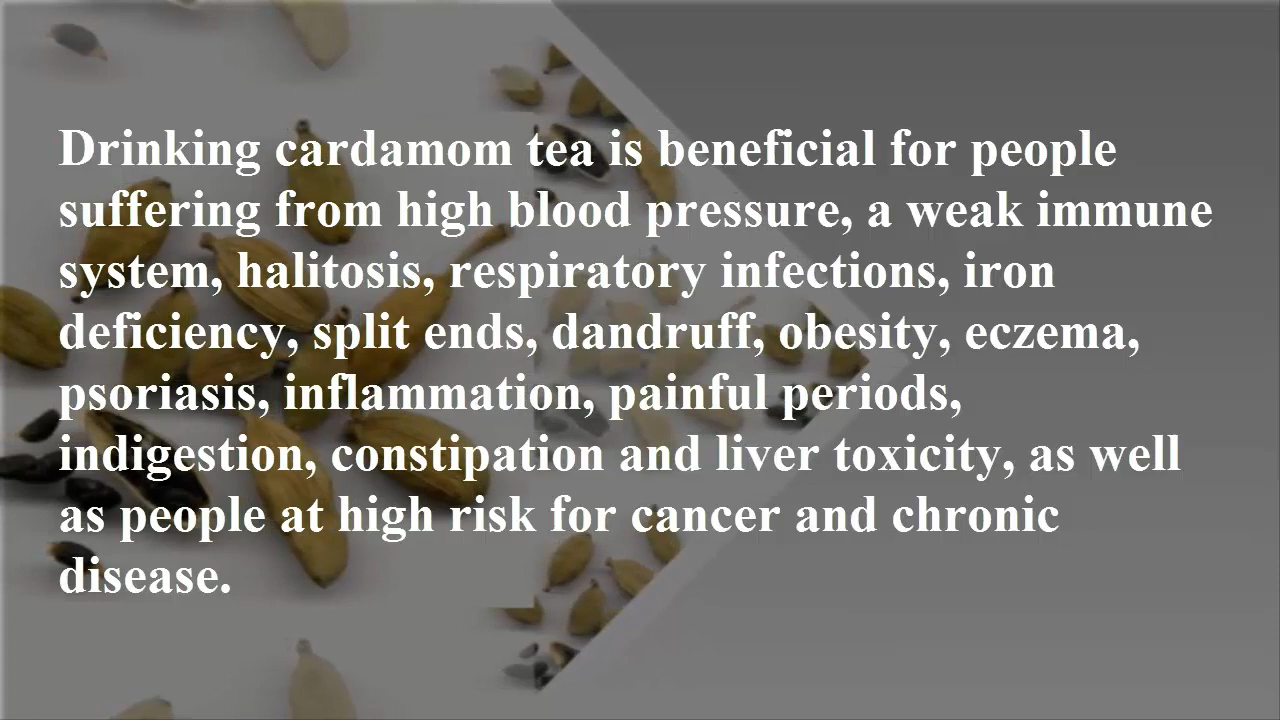 Drinking cardamom tea is beneficial for people
suffering from high blood pressure, a weak immune
system, halitosis, respiratory infections, iron
deficiency, split ends, dandruff, obesity, eczema,
psoriasis, inflammation, painful periods,
indigestion, constipation and liver toxicity, as well
as people at high risk for cancer and chronic
disease.